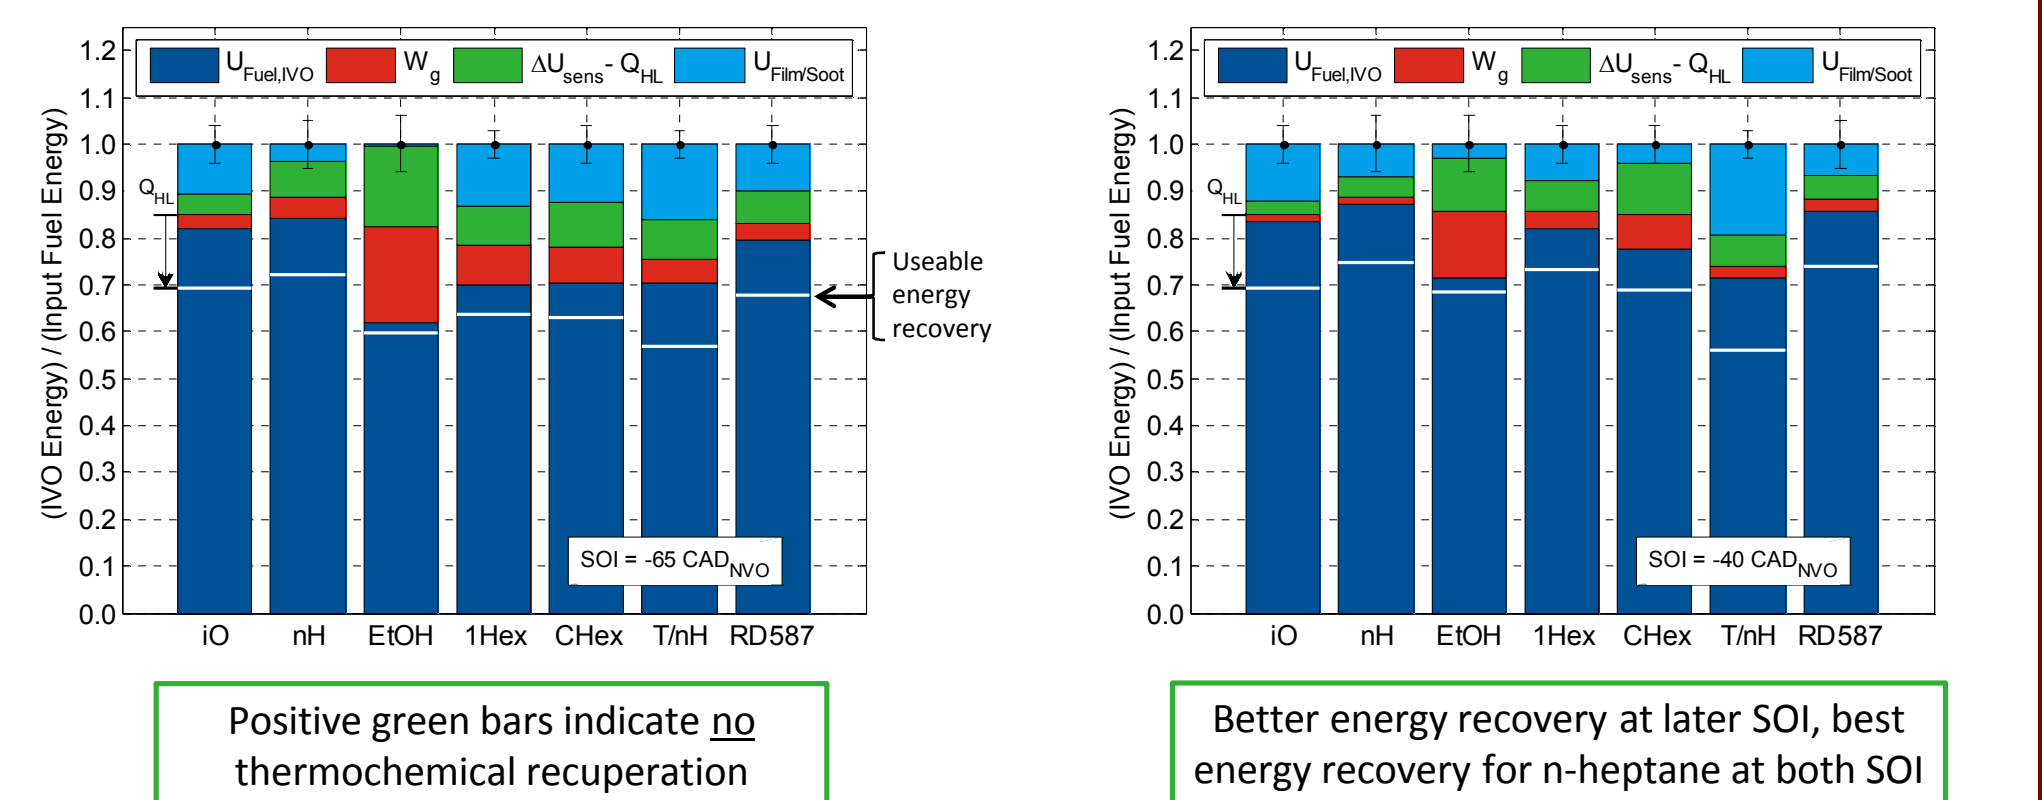 1.2
1.1
1.0
0.9
0.8
0.7
0.6
0.5
0.4
0.3
0.2
0.1
0.0
(IVO Energy) / (Input Fuel Energy)
U_Fuel,IVO W_g ΔU_sens - Q_HL U_Film/Soot
Q_HL
SOI = -65 CAD_NVO
iO nH EtOH 1Hex CHex T/nH RD587
Useable
energy
recovery
Positive green bars indicate no
thermochemical recuperation
1.2
1.1
1.0
0.9
0.8
0.7
0.6
0.5
0.4
0.3
0.2
0.1
0.0
(IVO Energy) / (Input Fuel Energy)
U_Fuel,IVO W_g ΔU_sens - Q_HL U_Film/Soot
Q_HL
SOI = -40 CAD_NVO
iO nH EtOH 1Hex CHex T/nH RD587
Better energy recovery at later SOI, best
energy recovery for n-heptane at both SOI